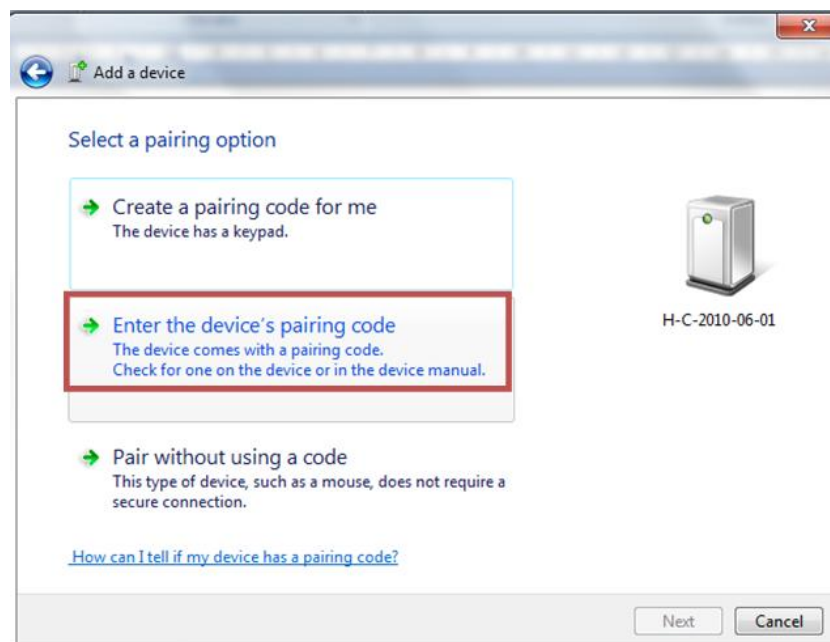 Add a device
Select a pairing option
Create a pairing code for me
The device has a keypad.
Enter the device's pairing code
The device comes with a pairing code.
Check for one on the device or in the device manual.
H-C-2010-06-01
Pair without using a code
This type of device, such as a mouse, does not require a
secure connection.
How can I tell if my device has a pairing code?
Next
Cancel